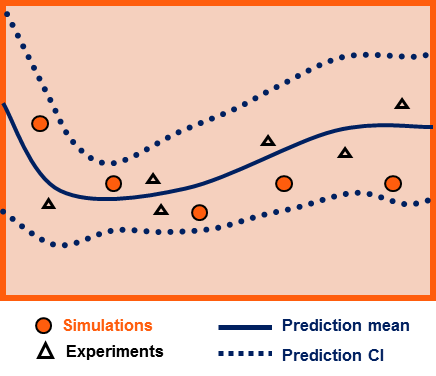 Simulations
Prediction mean
Experiments
Prediction CI